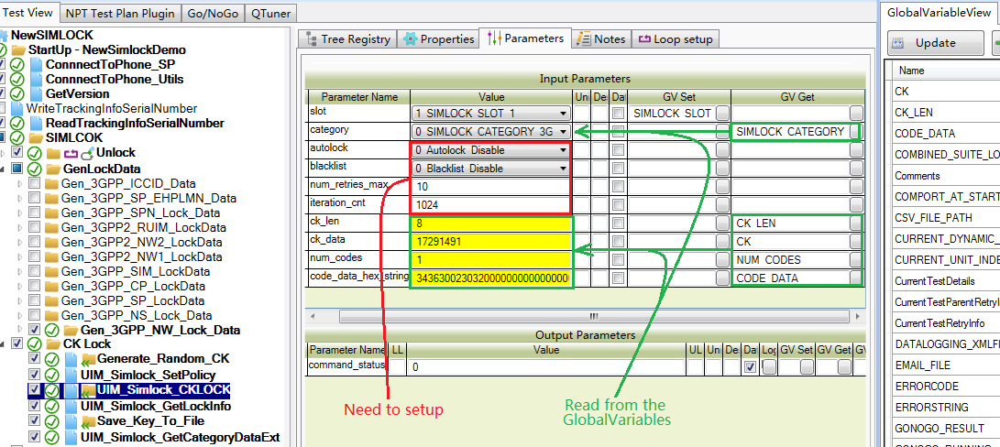 Test View NPT Test Plan Plugin Go/NoGo QTuner
NewSIMLOCK
StartUp - NewSimlockDemo
ConnnectToPhone_SP
ConnnectToPhone_Utils
GetVersion
WriteTrackingInfoSerialNumber
ReadTrackingInfoSerialNumber
SIMLCOK
Unlock
GenLockData
Gen_3GPP_ICCID_Data
Gen_3GPP_SP_EHPLMN_Data
Gen_3GPP_SPN_LockData
Gen_3GPP2_RUIM_LockData
Gen_3GPP2_NW2_LockData
Gen_3GPP2_NW1_LockData
Gen_3GPP_SIM_LockData
Gen_3GPP_CP_LockData
Gen_3GPP_SP_LockData
Gen_3GPP_NS_LockData
Gen_3GPP_NW_Lock_Data
CK Lock
Generate_Random_CK
UIM_Simlock_SetPolicy
UIM_Simlock_CKLOCK
UIM_Simlock_GetLockInfo
Save_Key_To_File
UIM_Simlock_GetCategoryDataExt
Tree Registry Properties Parameters Notes Loop setup
Input Parameters
Parameter Name Value Uni De Dat GV Set GV Get
slot 1 SIMLOCK SLOT 1 SIMLOCK SLOT
category 0 SIMLOCK CATEGORY 3G SIMLOCK CATEGORY
autolock 0 Autolock Disable
blacklist 0 Blacklist Disable
num_retries_max 10
iteration_cnt 1024
ck_len 8 CK LEN
ck_data 17291491 CK
num_codes 1 NUM CODES
code_data_hex_string CODE DATA
Output Parameters
Parameter Name LL Value UL Uni De Da Log GV Set GV Get GV
command_status 0
Need to setup
Read from the
GlobalVariables
GlobalVariableView
Update
Name
CK
CK_LEN
CODE_DATA
COMBINED_SUITE_LO
Comments
COMPORT_AT_START
CSV_FILE_PATH
CURRENT_DYNAMIC_
CURRENT_UNIT_INDE
CurrentTestDetails
CurrentTestParentRetryI
CurrentTestRetryInfo
DATALOGGING_XMLFI
EMAIL_FILE
ERRORCODE
ERRORSTRING
GONOGO_RESULT